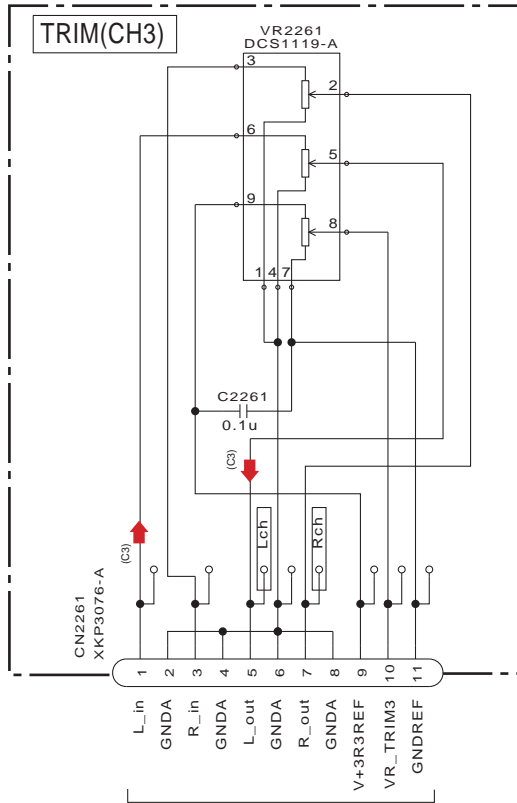 TRIM(CH3)
VR2261
DCS1119-A
3
2
6
5
9
8
1 4 7
C2261
0.1u
(C3)
(C3)
Lch
Rch
CN2261
XKP3076-A
1
2
3
4
5
6
7
8
9
10
11
L_in
GNDA
R_in
GNDA
L_out
GNDA
R_out
GNDA
V+3R3REF
VR_TRIM3
GNDREF